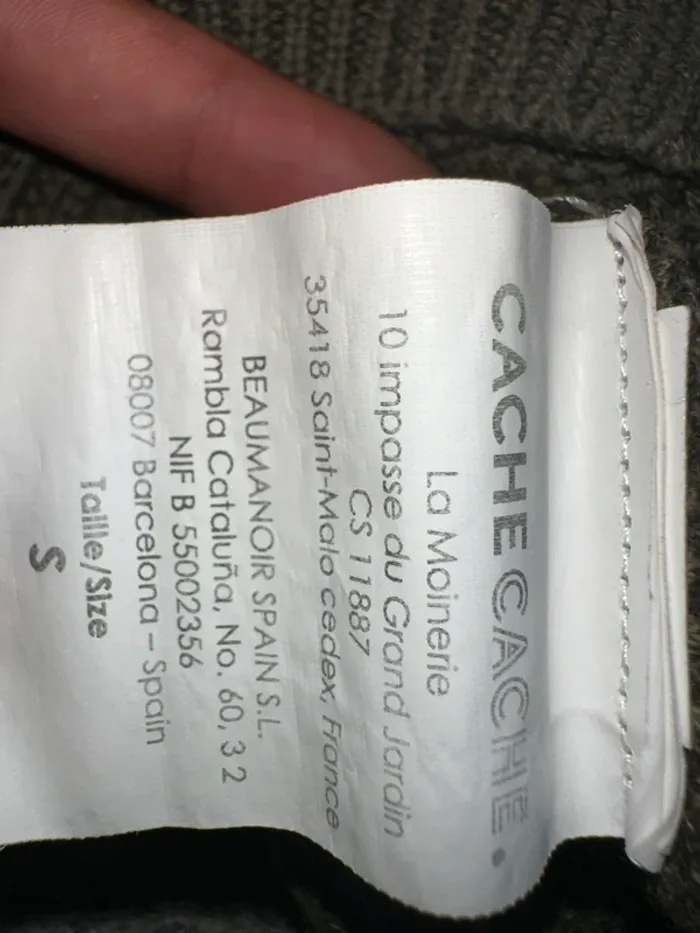 CACHE CACHE.
La Moinerie
10 impasse du Grand Jardin
CS 11887
35418 Saint-Malo cedex, France
BEAUMANOIR SPAIN S.L.
Rambla Cataluña, No. 60, 3 2
NIF B 55002356
08007 Barcelona – Spain
Taille/Size
S